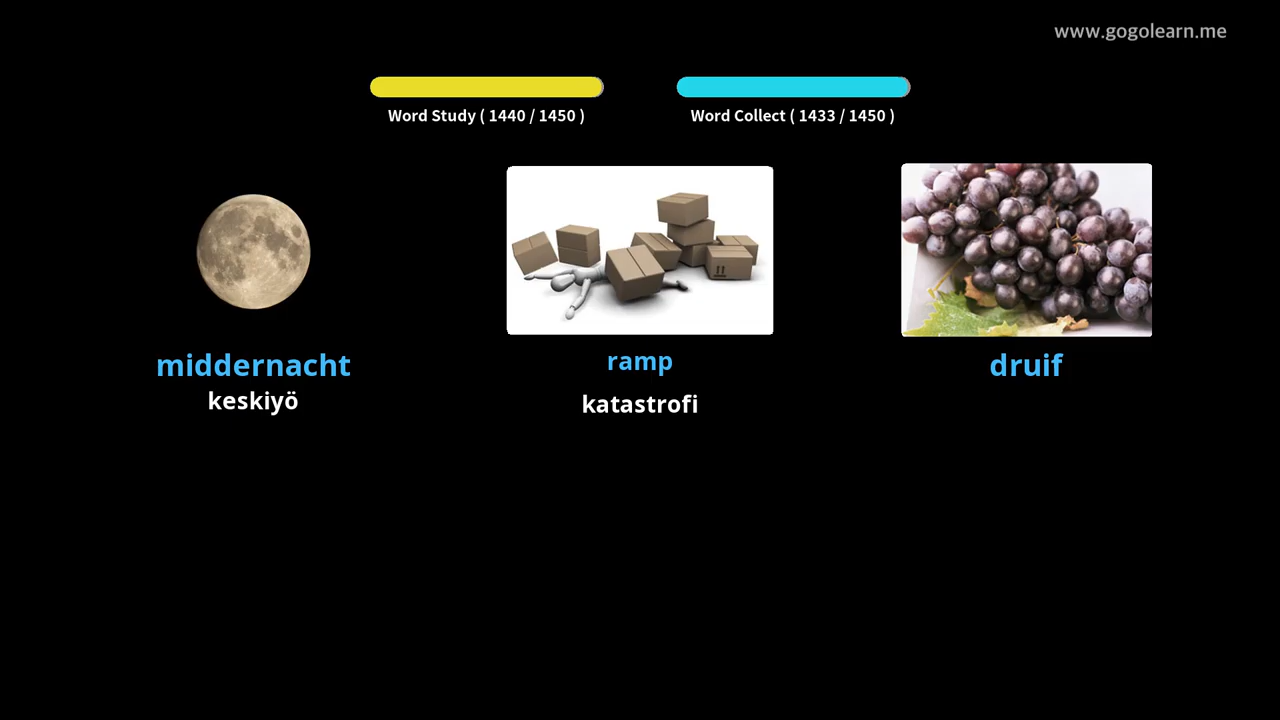 www.gogolearn.me
Word Study ( 1440 / 1450 )
Word Collect ( 1433 / 1450 )
middernacht
keskiyö
ramp
katastrofi
druif